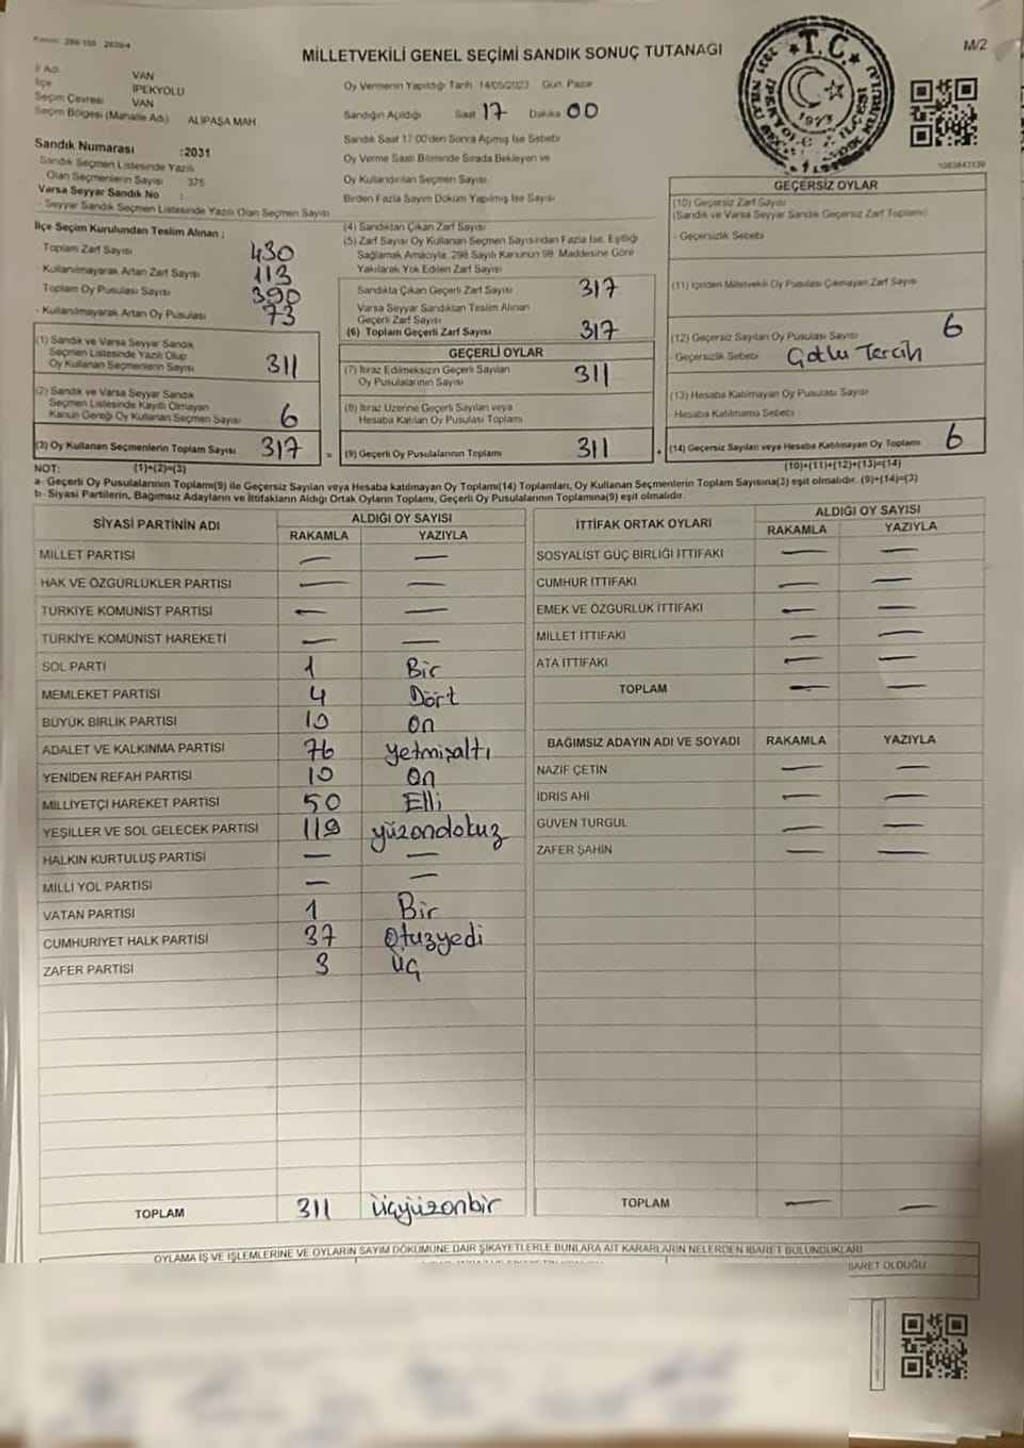 M/2
MİLLETVEKİLİ GENEL SEÇİMİ SANDIK SONUÇ TUTANAĞI
T.C.
İl Adı VAN
İlçe İPEKYOLU
Seçim Çevresi VAN
Seçim Bölgesi (Mahalle Adı) ALİPAŞA MAH
Sandık Numarası :2031
Sandık Seçmen Listesinde Yazılı
Olan Seçmenlerin Sayısı 375
Varsa Seyyar Sandık No :
- Seyyar Sandık Seçmen Listesinde Yazılı Olan Seçmen Sayısı
Oy Vermenin Yapıldığı Tarih 14/05/2023 Gün Pazar
Sandığın Açıldığı Saat 17 Dakika 00
Sandık Saat 17:00'den Sonra Açılmış İse Sebebi
Oy Verme Saati Bitiminde Sırada Bekleyen ve
Oy Kullandırılan Seçmen Sayısı
Birden Fazla Sayım Döküm Yapılmış İse Sayısı
İlçe Seçim Kurulundan Teslim Alınan :
Toplam Zarf Sayısı 430
- Kullanılmayarak Artan Zarf Sayısı 113
Toplam Oy Pusulası Sayısı 390
- Kullanılmayarak Artan Oy Pusulası 73
(1) Sandık ve Varsa Seyyar Sandık
Seçmen Listesinde Yazılı Olup
Oy Kullanan Seçmenlerin Sayısı 311
(2) Sandık ve Varsa Seyyar Sandık
Seçmen Listesinde Kayıtlı Olmayan
Kanun Gereği Oy Kullanan Seçmen Sayısı 6
(3) Oy Kullanan Seçmenlerin Toplam Sayısı 317
(1)+(2)=(3)
(4) Sandıktan Çıkan Zarf Sayısı
(5) Zarf Sayısı Oy Kullanan Seçmen Sayısından Fazla İse, Eşitliği
Sağlamak Amacıyla, 298 Sayılı Kanunun 98. Maddesine Göre
Yakılarak Yok Edilen Zarf Sayısı
Sandıkta Çıkan Geçerli Zarf Sayısı 317
Varsa Seyyar Sandıktan Teslim Alınan
Geçerli Zarf Sayısı
(6) Toplam Geçerli Zarf Sayısı 317
GEÇERLİ OYLAR
(7) İtiraz Edilmeksizin Geçerli Sayılan
Oy Pusulalarının Sayısı 311
(8) İtiraz Üzerine Geçerli Sayılan veya
Hesaba Katılan Oy Pusulası Toplamı
= (9) Geçerli Oy Pusulalarının Toplamı 311
GEÇERSİZ OYLAR
(10) Geçersiz Zarf Sayısı
(Sandık ve Varsa Seyyar Sandık Geçersiz Zarf Toplamı)
- Geçersizlik Sebebi
(11) İçinden Milletvekili Oy Pusulası Çıkmayan Zarf Sayısı
(12) Geçersiz Sayılan Oy Pusulası Sayısı 6
- Geçersizlik Sebebi Çoklu Tercih
(13) Hesaba Katılmayan Oy Pusulası Sayısı
Hesaba Katılmama Sebebi
+ (14) Geçersiz Sayılan veya Hesaba Katılmayan Oy Toplamı 6
(10)+(11)+(12)+(13)=(14)
NOT:
a- Geçerli Oy Pusulalarının Toplamı(9) ile Geçersiz Sayılan veya Hesaba katılmayan Oy Toplamı(14) Toplamları, Oy Kullanan Seçmenlerin Toplam Sayısına(3) eşit olmalıdır. (9)+(14)=(3)
b- Siyasi Partilerin, Bağımsız Adayların ve İttifakların Aldığı Ortak Oyların Toplamı, Geçerli Oy Pusulalarının Toplamına(9) eşit olmalıdır.
SİYASİ PARTİNİN ADI ALDIĞI OY SAYISI
RAKAMLA YAZIYLA
MİLLET PARTİSİ — —
HAK VE ÖZGÜRLÜKLER PARTİSİ — —
TÜRKİYE KOMÜNİST PARTİSİ — —
TÜRKİYE KOMÜNİST HAREKETİ — —
SOL PARTİ 1 Bir
MEMLEKET PARTİSİ 4 Dört
BÜYÜK BİRLİK PARTİSİ 10 On
ADALET VE KALKINMA PARTİSİ 76 yetmişaltı
YENİDEN REFAH PARTİSİ 10 On
MİLLİYETÇİ HAREKET PARTİSİ 50 Elli
YEŞİLLER VE SOL GELECEK PARTİSİ 119 yüzondokuz
HALKIN KURTULUŞ PARTİSİ — —
MİLLİ YOL PARTİSİ — —
VATAN PARTİSİ 1 Bir
CUMHURİYET HALK PARTİSİ 37 Otuzyedi
ZAFER PARTİSİ 3 üç
TOPLAM 311 üçyüzonbir
İTTİFAK ORTAK OYLARI ALDIĞI OY SAYISI
RAKAMLA YAZIYLA
SOSYALİST GÜÇ BİRLİĞİ İTTİFAKI — —
CUMHUR İTTİFAKI — —
EMEK VE ÖZGÜRLÜK İTTİFAKI — —
MİLLET İTTİFAKI — —
ATA İTTİFAKI — —
TOPLAM — —
BAĞIMSIZ ADAYIN ADI VE SOYADI RAKAMLA YAZIYLA
NAZİF ÇETİN — —
İDRİS AHİ — —
GÜVEN TURGUL — —
ZAFER ŞAHİN — —
TOPLAM — —
OYLAMA İŞ VE İŞLEMLERİNE VE OYLARIN SAYIM DÖKÜMÜNE DAİR ŞİKAYETLERLE BUNLARA AİT KARARLARIN NELERDEN İBARET BULUNDUKLARI
İBARET OLDUĞU